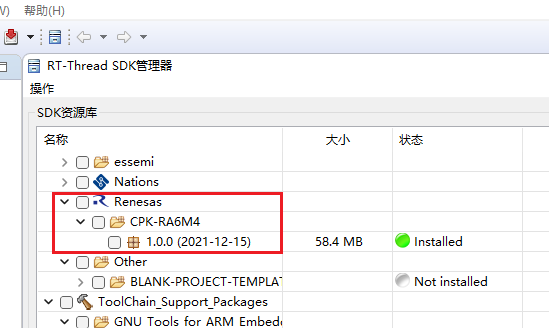 W) 帮助(H)
RT-Thread SDK管理器
操作
SDK资源库
名称 大小 状态
essemi
Nations
Renesas
CPK-RA6M4
1.0.0 (2021-12-15) 58.4 MB Installed
Other
BLANK-PROJECT-TEMPLAT Not installed
ToolChain_Support_Packages
GNU Tools for ARM Embedd